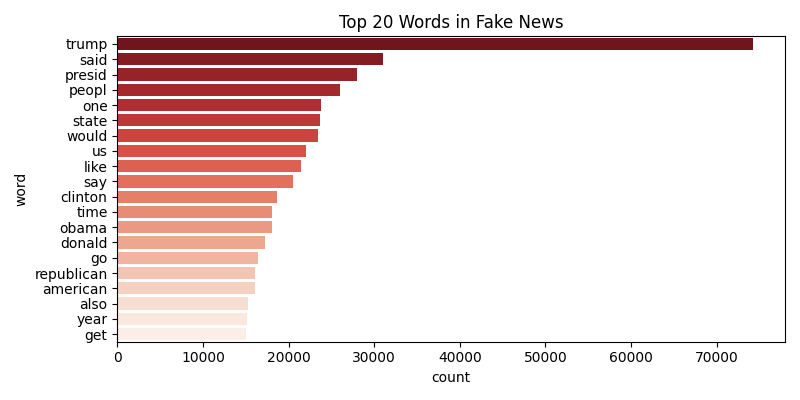 Top 20 Words in Fake News
word
trump
said
presid
peopl
one
state
would
us
like
say
clinton
time
obama
donald
go
republican
american
also
year
get
0 10000 20000 30000 40000 50000 60000 70000
count